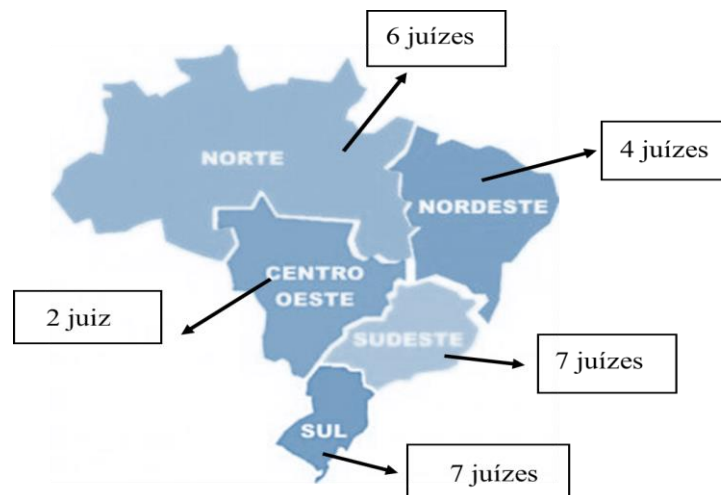 6 juízes
NORTE
4 juízes
NORDESTE
CENTRO
OESTE
2 juiz
SUDESTE
7 juízes
SUL
7 juízes